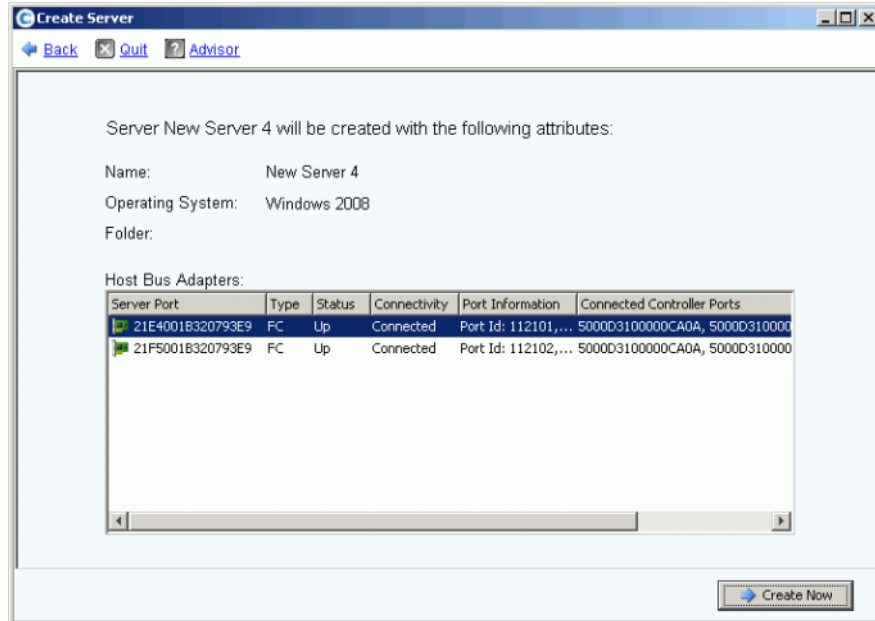 Create Server
Back Quit Advisor
Server New Server 4 will be created with the following attributes:
Name: New Server 4
Operating System: Windows 2008
Folder:
Host Bus Adapters:
Server Port Type Status Connectivity Port Information Connected Controller Ports
21E4001B320793E9 FC Up Connected Port Id: 112101,... 5000D3100000CA0A, 5000D310000
21F5001B320793E9 FC Up Connected Port Id: 112102,... 5000D3100000CA0A, 5000D310000
Create Now